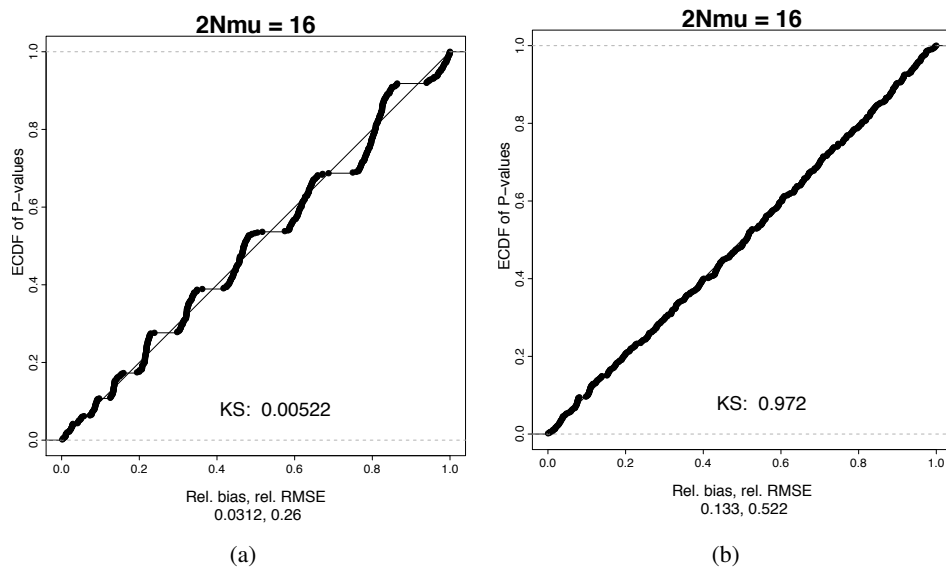 2Nmu = 16
ECDF of P-values
1.0
0.8
0.6
0.4
0.2
0.0
KS: 0.00522
0.0 0.2 0.4 0.6 0.8 1.0
Rel. bias, rel. RMSE
0.0312, 0.26
(a)
2Nmu = 16
ECDF of P-values
1.0
0.8
0.6
0.4
0.2
0.0
KS: 0.972
0.0 0.2 0.4 0.6 0.8 1.0
Rel. bias, rel. RMSE
0.133, 0.522
(b)